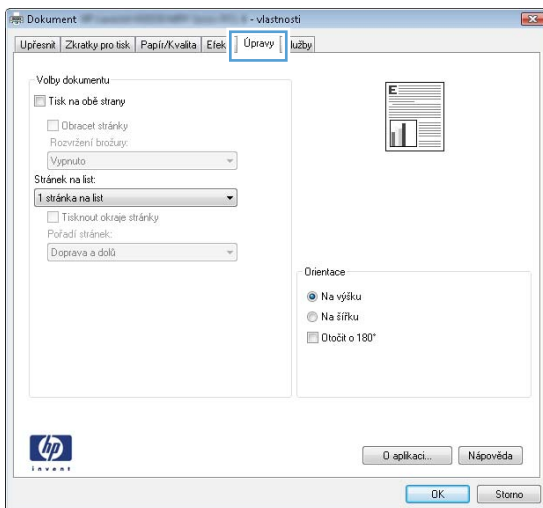 Dokument - vlastnosti
Upřesnit Zkratky pro tisk Papír/Kvalita Efek Úpravy lužby
Volby dokumentu
Tisk na obě strany
Obracet stránky
Rozvržení brožury:
Vypnuto
Stránek na list:
1 stránka na list
Tisknout okraje stránky
Pořadí stránek:
Doprava a dolů
E
Orientace
Na výšku
Na šířku
Otočit o 180°
hp
invent
O aplikaci... Nápověda
OK Storno